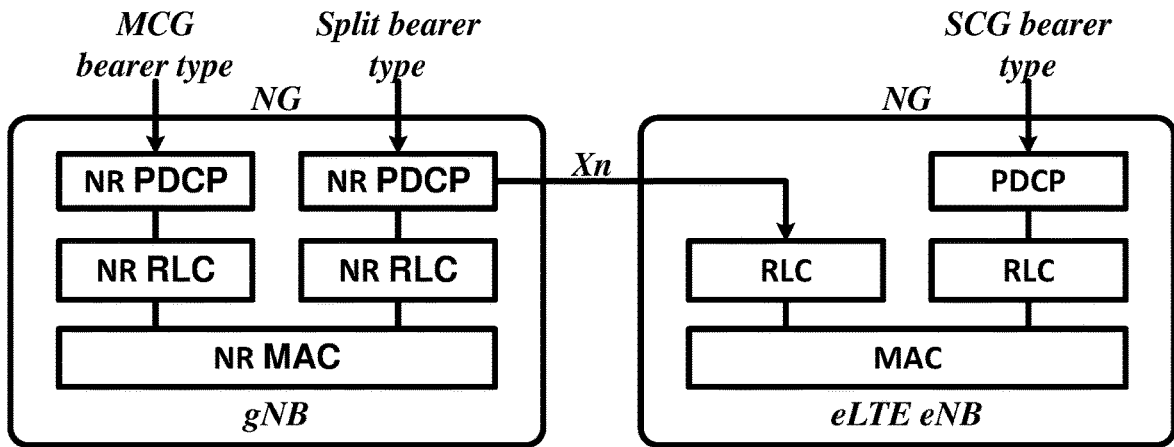 MCG
bearer type
Split bearer
type
SCG bearer
type
NG
NG
NR PDCP
NR PDCP
Xn
PDCP
NR RLC
NR RLC
RLC
RLC
NR MAC
MAC
gNB
eLTE eNB